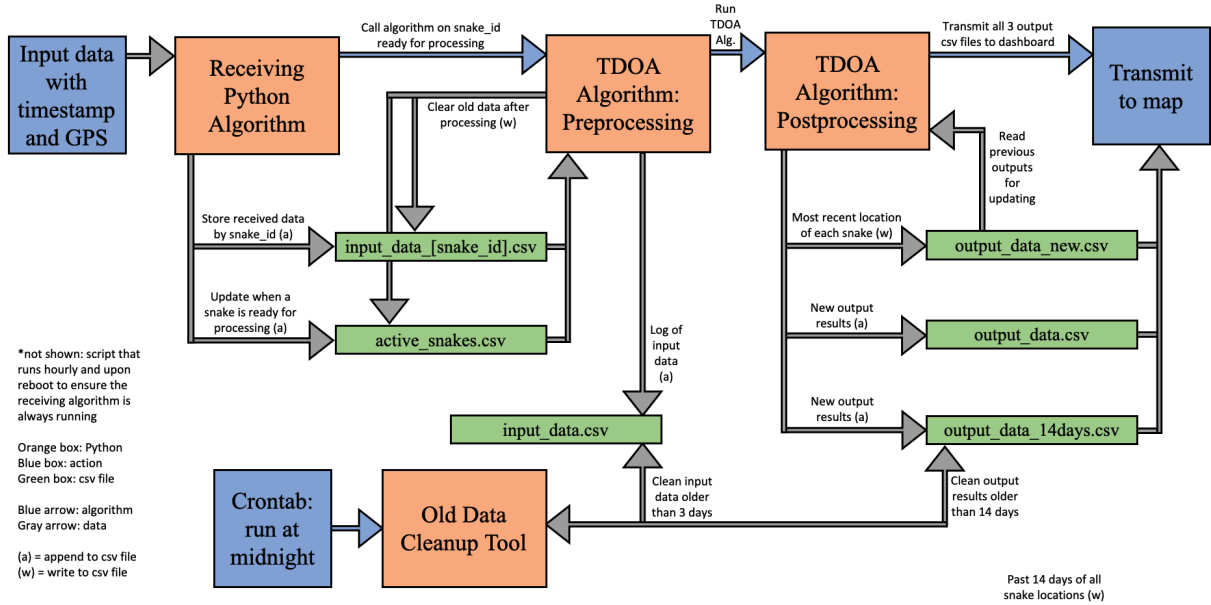 Input data
with
timestamp
and GPS
Receiving
Python
Algorithm
Call algorithm on snake_id
ready for processing
TDOA
Algorithm:
Preprocessing
Run
TDOA
Alg.
TDOA
Algorithm:
Postprocessing
Transmit all 3 output
csv files to dashboard
Transmit
to map
Clear old data after
processing (w)
Read
previous
outputs
for
updating
Store received data
by snake_id (a)
input_data_[snake_id].csv
Most recent location
of each snake (w)
output_data_new.csv
Update when a
snake is ready for
processing (a)
active_snakes.csv
Log of
input
data
(a)
New output
results (a)
output_data.csv
New output
results (a)
output_data_14days.csv
input_data.csv
*not shown: script that
runs hourly and upon
reboot to ensure the
receiving algorithm is
always running
Orange box: Python
Blue box: action
Green box: csv file
Blue arrow: algorithm
Gray arrow: data
(a) = append to csv file
(w) = write to csv file
Crontab:
run at
midnight
Old Data
Cleanup Tool
Clean input
data older
than 3 days
Clean output
results older
than 14 days
Past 14 days of all
snake locations (w)